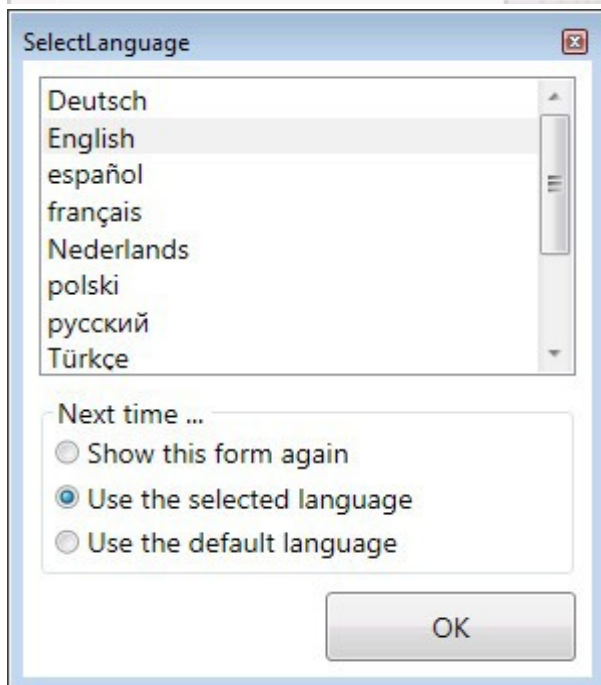 SelectLanguage
Deutsch
English
español
français
Nederlands
polski
русский
Türkçe
Next time ...
Show this form again
Use the selected language
Use the default language
OK